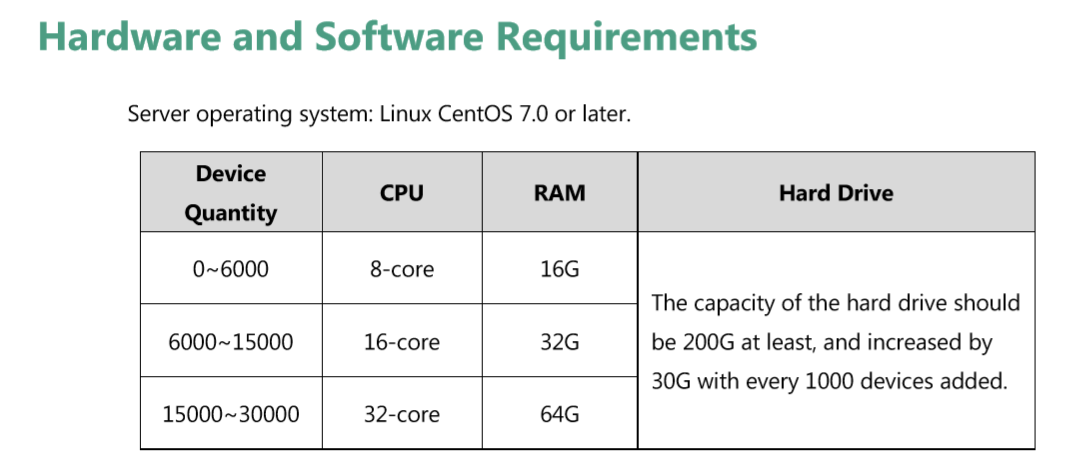 Hardware and Software Requirements
Server operating system: Linux CentOS 7.0 or later.
Device
Quantity
CPU
RAM
Hard Drive
0~6000
8-core
16G
The capacity of the hard drive should
be 200G at least, and increased by
30G with every 1000 devices added.
6000~15000
16-core
32G
15000~30000
32-core
64G